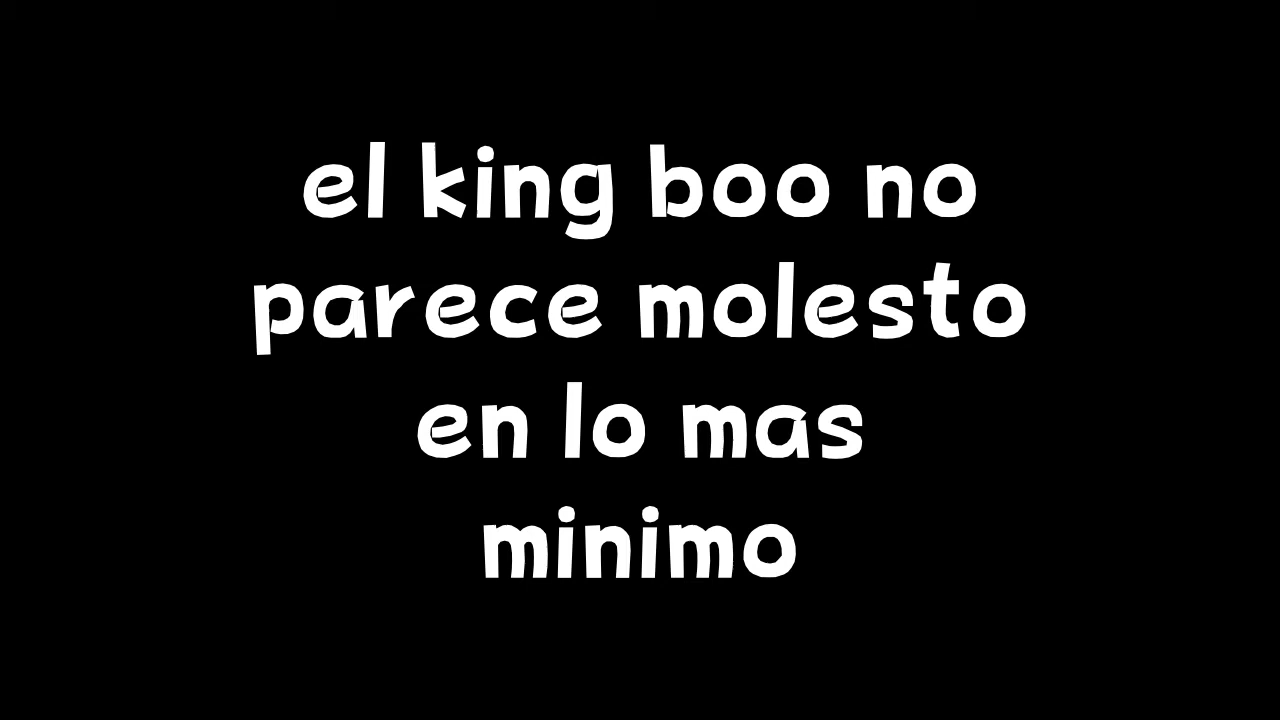 el king boo no
parece molesto
en lo mas
minimo